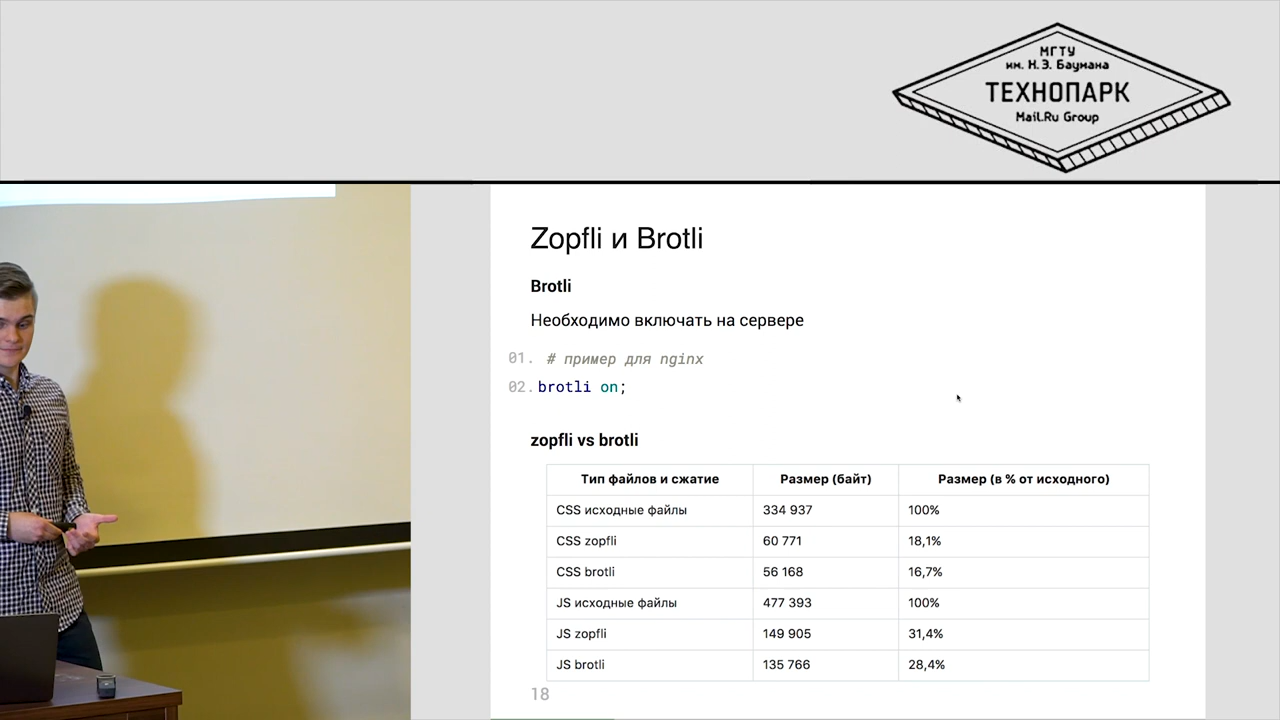 МГТУ
им. Н.Э. Баумана
ТЕХНОПАРК
Mail.Ru Group
Zopfli и Brotli
Brotli
Необходимо включать на сервере
01. # пример для nginx
02. brotli on;
zopfli vs brotli
Тип файлов и сжатие Размер (байт) Размер (в % от исходного)
CSS исходные файлы 334 937 100%
CSS zopfli 60 771 18,1%
CSS brotli 56 168 16,7%
JS исходные файлы 477 393 100%
JS zopfli 149 905 31,4%
JS brotli 135 766 28,4%
18